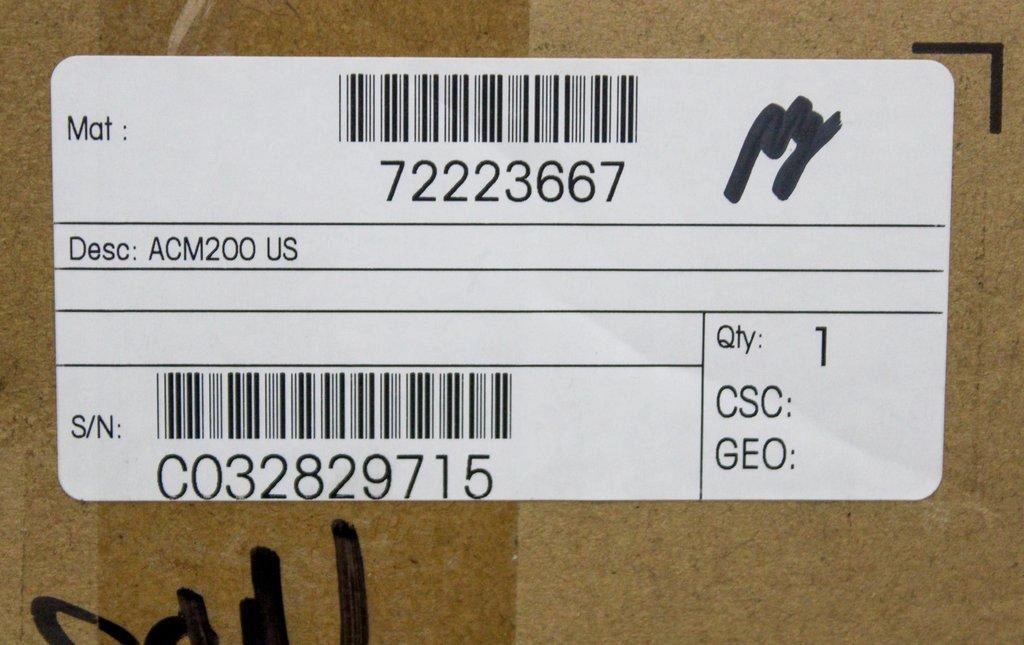 Mat :
72223667
Desc: ACM200 US
Qty: 1
CSC:
GEO:
S/N:
C032829715